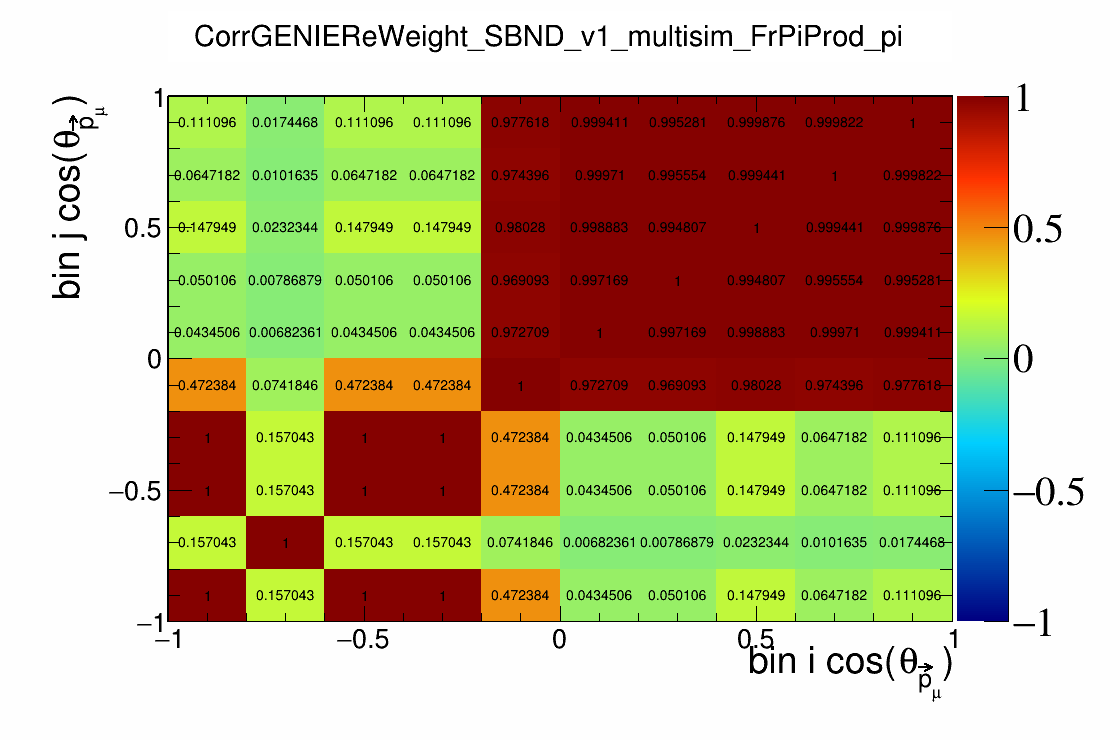 CorrGENIEReWeight_SBND_v1_multisim_FrPiProd_pi
bin j cos(θ p⃗ μ)
1
0.5
0
−0.5
−1
0.111096 0.0174468 0.111096 0.111096 0.977618 0.999411 0.995281 0.999876 0.999822 1
0.0647182 0.0101635 0.0647182 0.0647182 0.974396 0.99971 0.995554 0.999441 1 0.999822
0.147949 0.0232344 0.147949 0.147949 0.98028 0.998883 0.994807 1 0.999441 0.999876
0.050106 0.00786879 0.050106 0.050106 0.969093 0.997169 1 0.994807 0.995554 0.995281
0.0434506 0.00682361 0.0434506 0.0434506 0.972709 1 0.997169 0.998883 0.99971 0.999411
0.472384 0.0741846 0.472384 0.472384 1 0.972709 0.969093 0.98028 0.974396 0.977618
1 0.157043 1 1 0.472384 0.0434506 0.050106 0.147949 0.0647182 0.111096
1 0.157043 1 1 0.472384 0.0434506 0.050106 0.147949 0.0647182 0.111096
0.157043 1 0.157043 0.157043 0.0741846 0.00682361 0.00786879 0.0232344 0.0101635 0.0174468
1 0.157043 1 1 0.472384 0.0434506 0.050106 0.147949 0.0647182 0.111096
−1 −0.5 0 0.5 1
bin i cos(θ p⃗ μ)
1
0.5
0
−0.5
−1